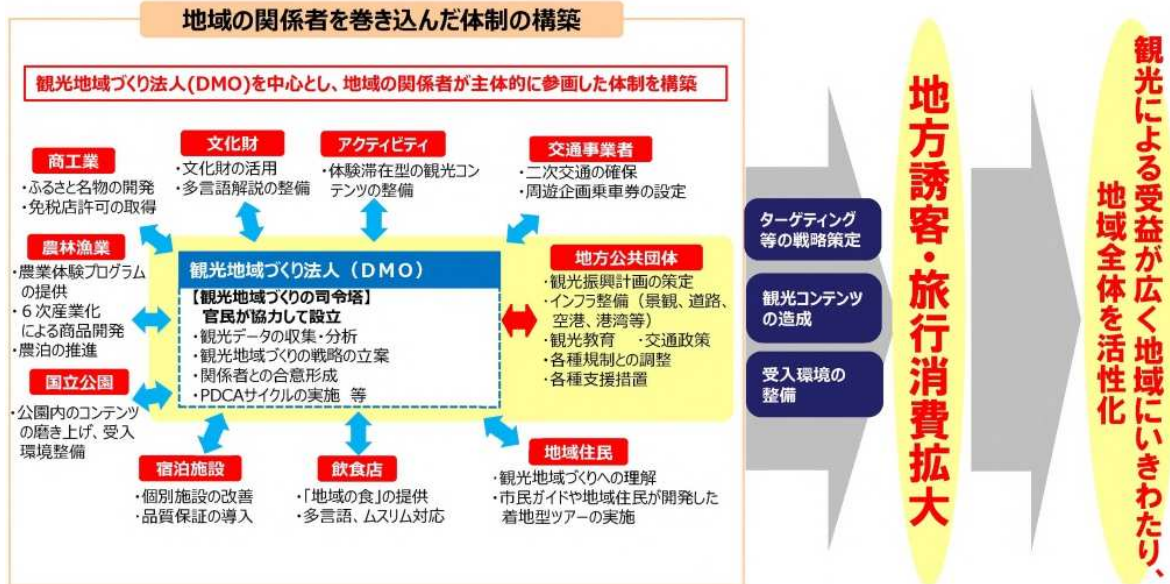 地域の関係者を巻き込んだ体制の構築
観光地域づくり法人(DMO)を中心とし、地域の関係者が主体的に参画した体制を構築
商工業
・ふるさと名物の開発
・免税店許可の取得
文化財
・文化財の活用
・多言語解説の整備
アクティビティ
・体験滞在型の観光コン
テンツの整備
交通事業者
・二次交通の確保
・周遊企画乗車券の設定
農林漁業
・農業体験プログラム
の提供
・6次産業化
による商品開発
・農泊の推進
観光地域づくり法人（DMO）
【観光地域づくりの司令塔】
官民が協力して設立
・観光データの収集・分析
・観光地域づくりの戦略の立案
・関係者との合意形成
・PDCAサイクルの実施 等
地方公共団体
・観光振興計画の策定
・インフラ整備（景観、道路、
空港、港湾等）
・観光教育 ・交通政策
・各種規制との調整
・各種支援措置
国立公園
・公園内のコンテンツ
の磨き上げ、受入
環境整備
宿泊施設
・個別施設の改善
・品質保証の導入
飲食店
・「地域の食」の提供
・多言語、ムスリム対応
地域住民
・観光地域づくりへの理解
・市民ガイドや地域住民が開発した
着地型ツアーの実施
ターゲティング
等の戦略策定
観光コンテンツ
の造成
受入環境の
整備
地方誘客・旅行消費拡大
観光による受益が広く地域にいきわたり、
地域全体を活性化